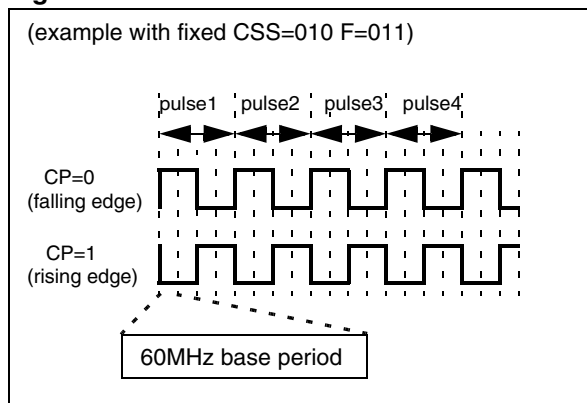 (example with fixed CSS=010 F=011)
pulse1 pulse2 pulse3 pulse4
CP=0
(falling edge)
CP=1
(rising edge)
60MHz base period